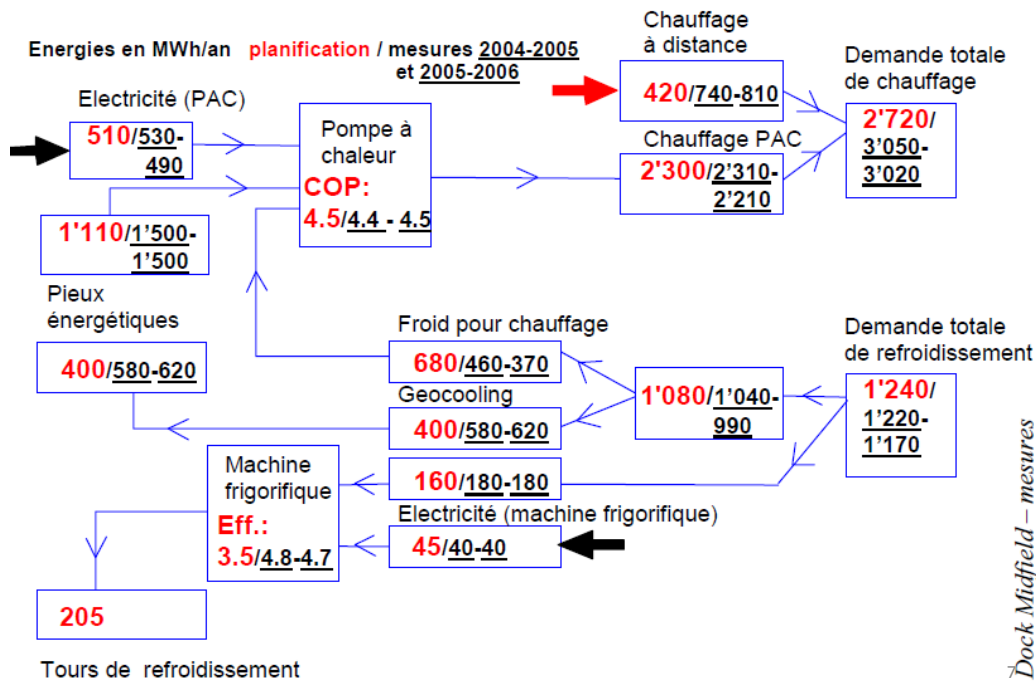 Energies en MWh/an planification / mesures 2004-2005
et 2005-2006
Chauffage
à distance
420/740-810
Demande totale
de chauffage
2'720/
3'050-
3'020
Electricité (PAC)
510/530-
490
Pompe à
chaleur
COP:
4.5/4.4 - 4.5
Chauffage PAC
2'300/2'310-
2'210
1'110/1'500-
1'500
Pieux
énergétiques
400/580-620
Froid pour chauffage
680/460-370
Geocooling
400/580-620
1'080/1'040-
990
Demande totale
de refroidissement
1'240/
1'220-
1'170
160/180-180
Machine
frigorifique
Eff.:
3.5/4.8-4.7
Electricité (machine frigorifique)
45/40-40
205
Tours de refroidissement
7
Dock Midfield – mesures